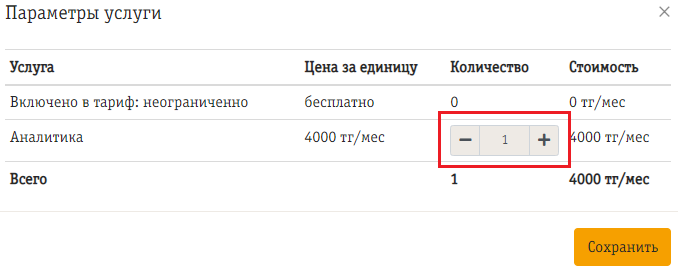 Параметры услуги ×
Услуга Цена за единицу Количество Стоимость
Включено в тариф: неограниченно бесплатно 0 0 тг/мес
Аналитика 4000 тг/мес − 1 + 4000 тг/мес
Всего 1 4000 тг/мес
Сохранить